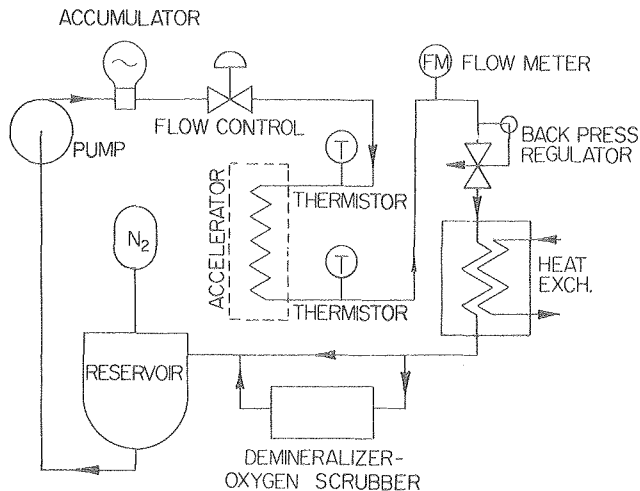 ACCUMULATOR
FM FLOW METER
FLOW CONTROL
PUMP
BACK PRESS
REGULATOR
T
THERMISTOR
ACCELERATOR
N2
T
THERMISTOR
HEAT
EXCH.
RESERVOIR
DEMINERALIZER-
OXYGEN SCRUBBER